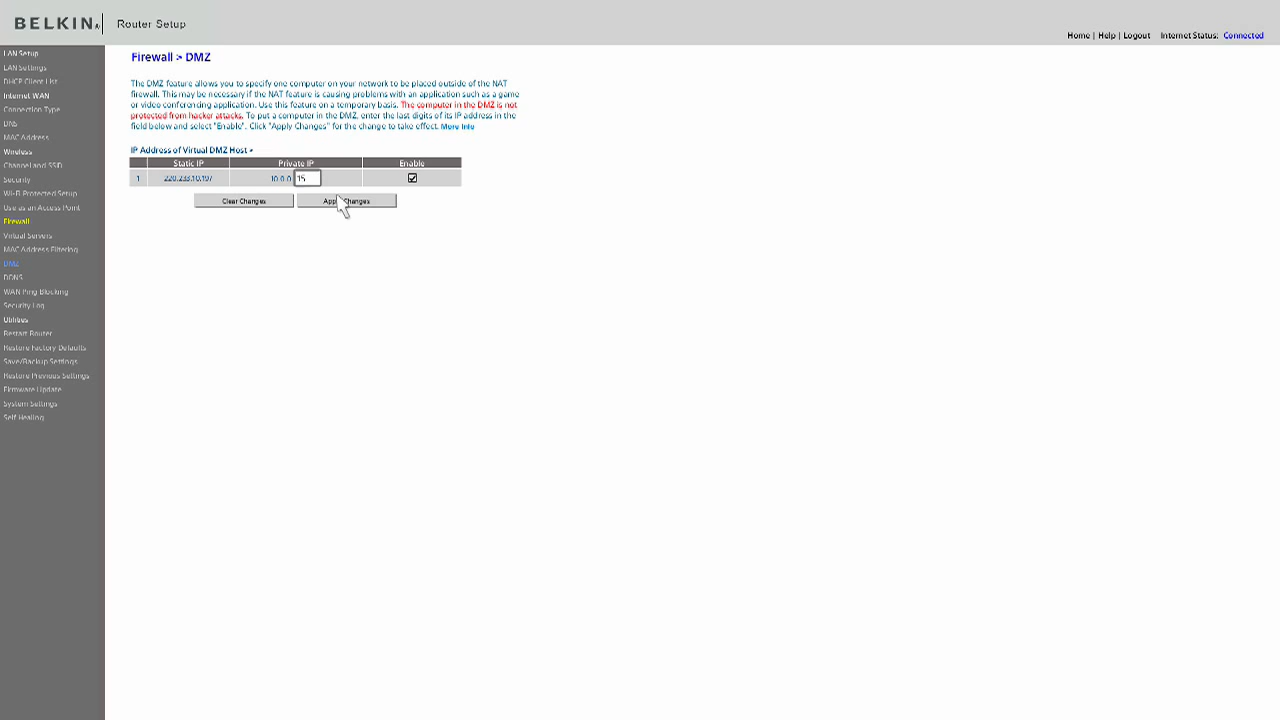 BELKIN | Router Setup
Home | Help | Logout Internet Status: Connected
LAN Setup
LAN Settings
DHCP Client List
Internet WAN
Connection Type
DNS
MAC Address
Wireless
Channel and SSID
Security
Wi-Fi Protected Setup
Use as an Access Point
Firewall
Virtual Servers
MAC Address Filtering
DMZ
DDNS
WAN Ping Blocking
Security Log
Utilities
Restart Router
Restore Factory Defaults
Save/Backup Settings
Restore Previous Settings
Firmware Update
System Settings
Self Healing
Firewall > DMZ
The DMZ feature allows you to specify one computer on your network to be placed outside of the NAT
firewall. This may be necessary if the NAT feature is causing problems with an application such as a game
or video conferencing application. Use this feature on a temporary basis. The computer in the DMZ is not
protected from hacker attacks. To put a computer in the DMZ, enter the last digits of its IP address in the
field below and select "Enable". Click "Apply Changes" for the change to take effect. More Info
IP Address of Virtual DMZ Host >
Static IP Private IP Enable
1 220.233.10.197 10.0.0. 15
Clear Changes Apply Changes